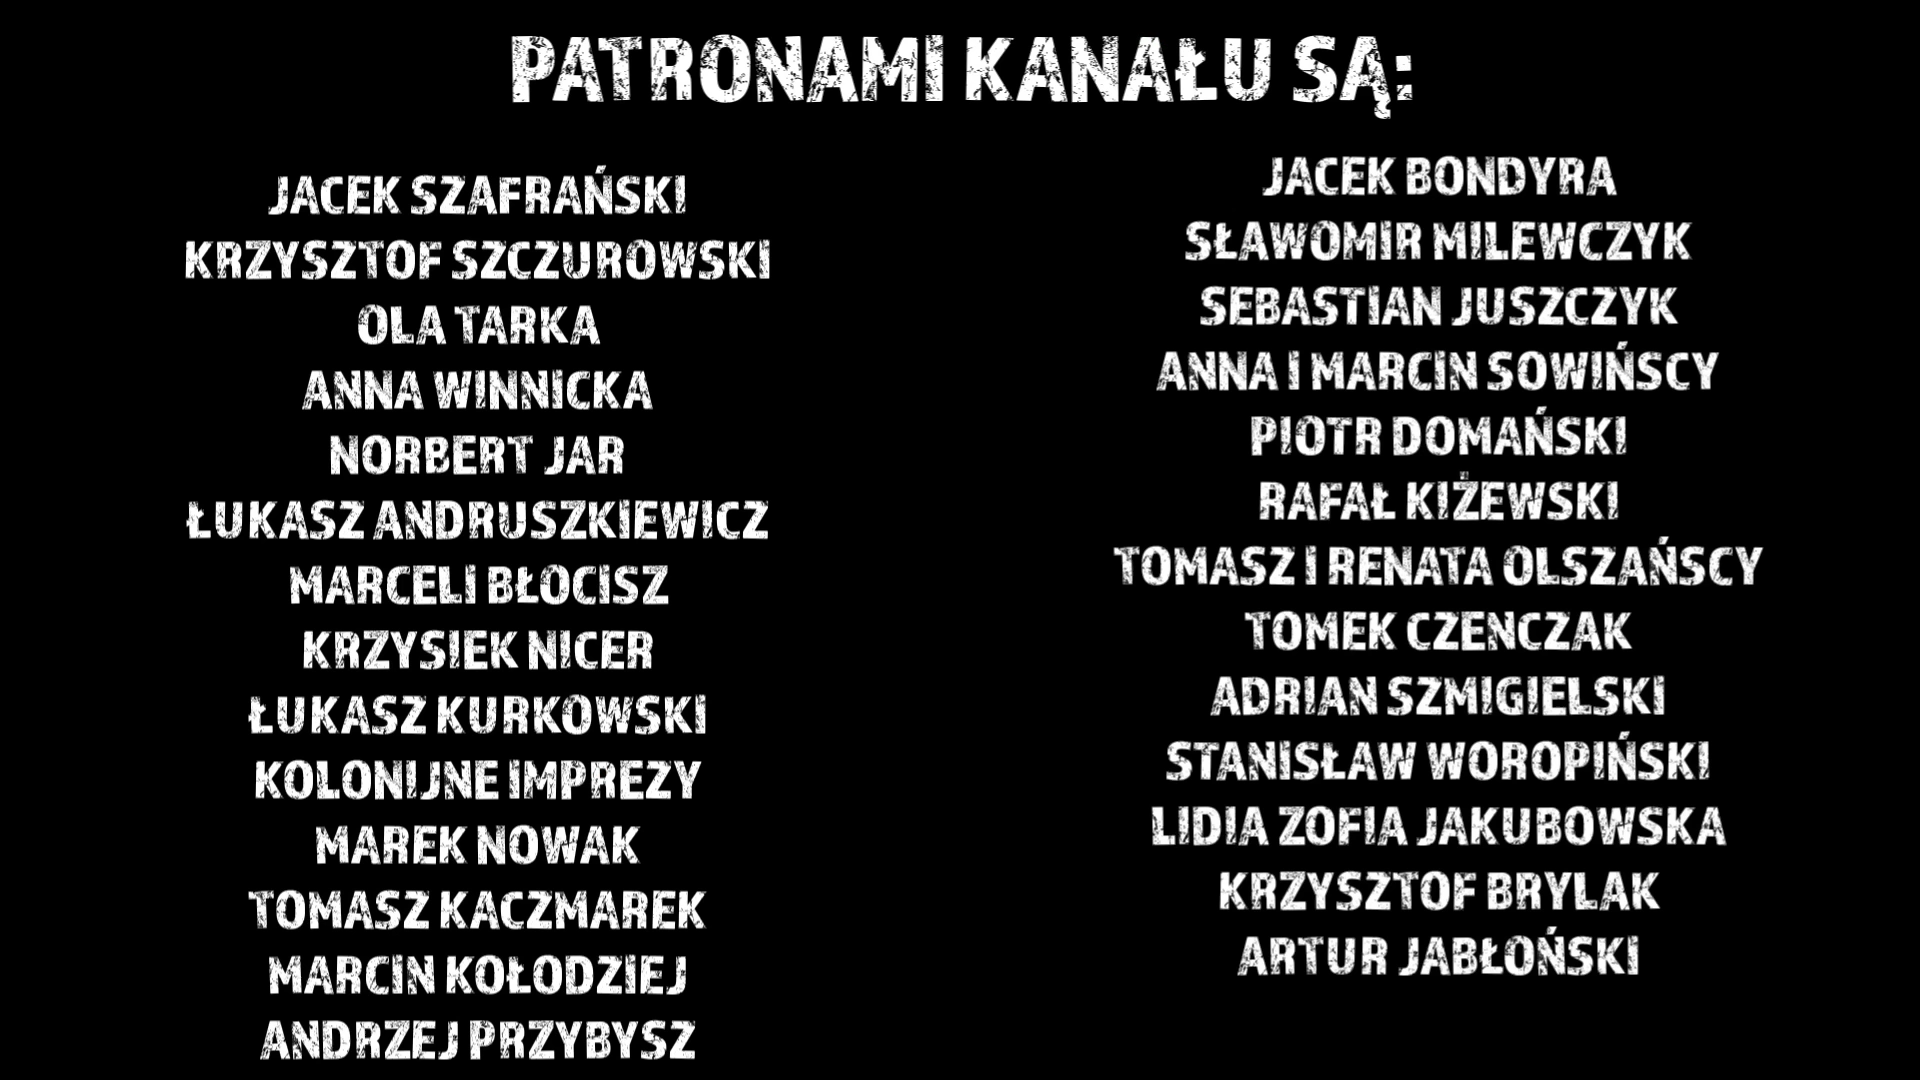 PATRONAMI KANAŁU SĄ:
JACEK SZAFRAŃSKI
KRZYSZTOF SZCZUROWSKI
OLA TARKA
ANNA WINNICKA
NORBERT JAR
ŁUKASZ ANDRUSZKIEWICZ
MARCELI BŁOCISZ
KRZYSIEK NICER
ŁUKASZ KURKOWSKI
KOLONIJNE IMPREZY
MAREK NOWAK
TOMASZ KACZMAREK
MARCIN KOŁODZIEJ
ANDRZEJ PRZYBYSZ
JACEK BONDYRA
SŁAWOMIR MILEWCZYK
SEBASTIAN JUSZCZYK
ANNA I MARCIN SOWIŃSCY
PIOTR DOMAŃSKI
RAFAŁ KIŻEWSKI
TOMASZ I RENATA OLSZAŃSCY
TOMEK CZENCZAK
ADRIAN SZMIGIELSKI
STANISŁAW WOROPIŃSKI
LIDIA ZOFIA JAKUBOWSKA
KRZYSZTOF BRYLAK
ARTUR JABŁOŃSKI